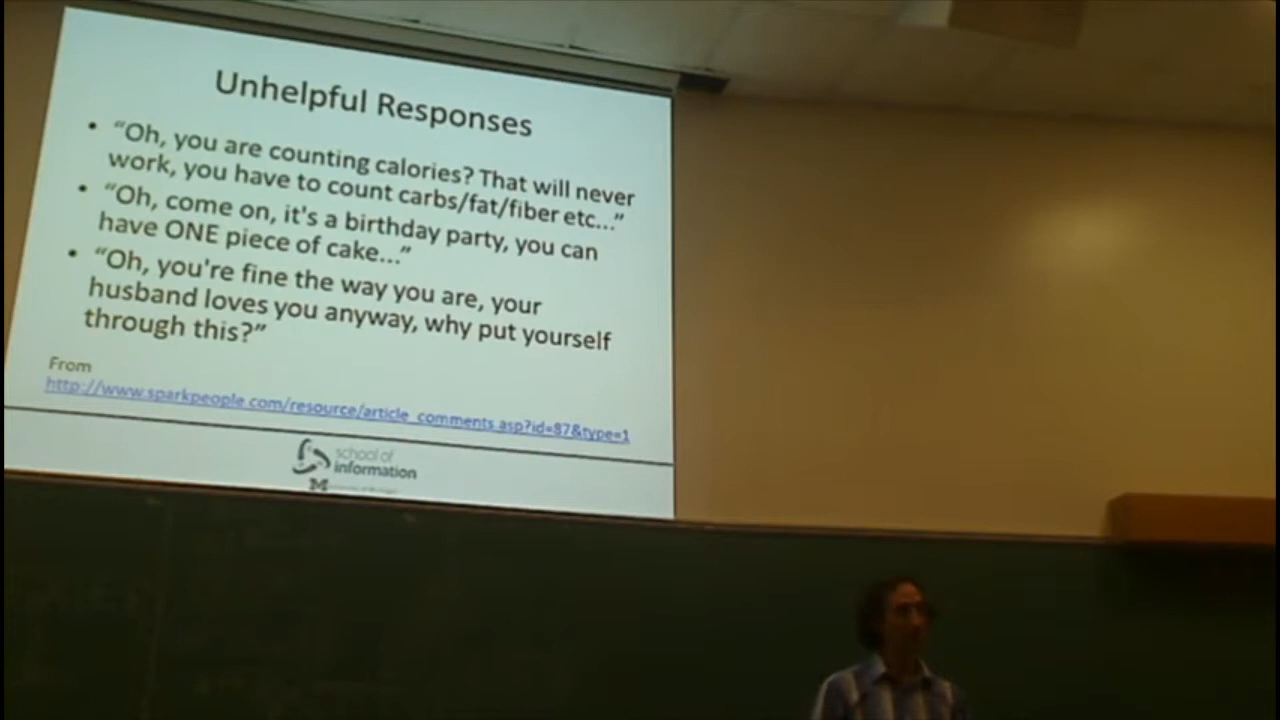 Unhelpful Responses
• “Oh, you are counting calories? That will never
work, you have to count carbs/fat/fiber etc...”
• “Oh, come on, it's a birthday party, you can
have ONE piece of cake...”
• “Oh, you're fine the way you are, your
husband loves you anyway, why put yourself
through this?”
From
http://www.sparkpeople.com/resource/article_comments.asp?id=87&type=1
school of
information
M